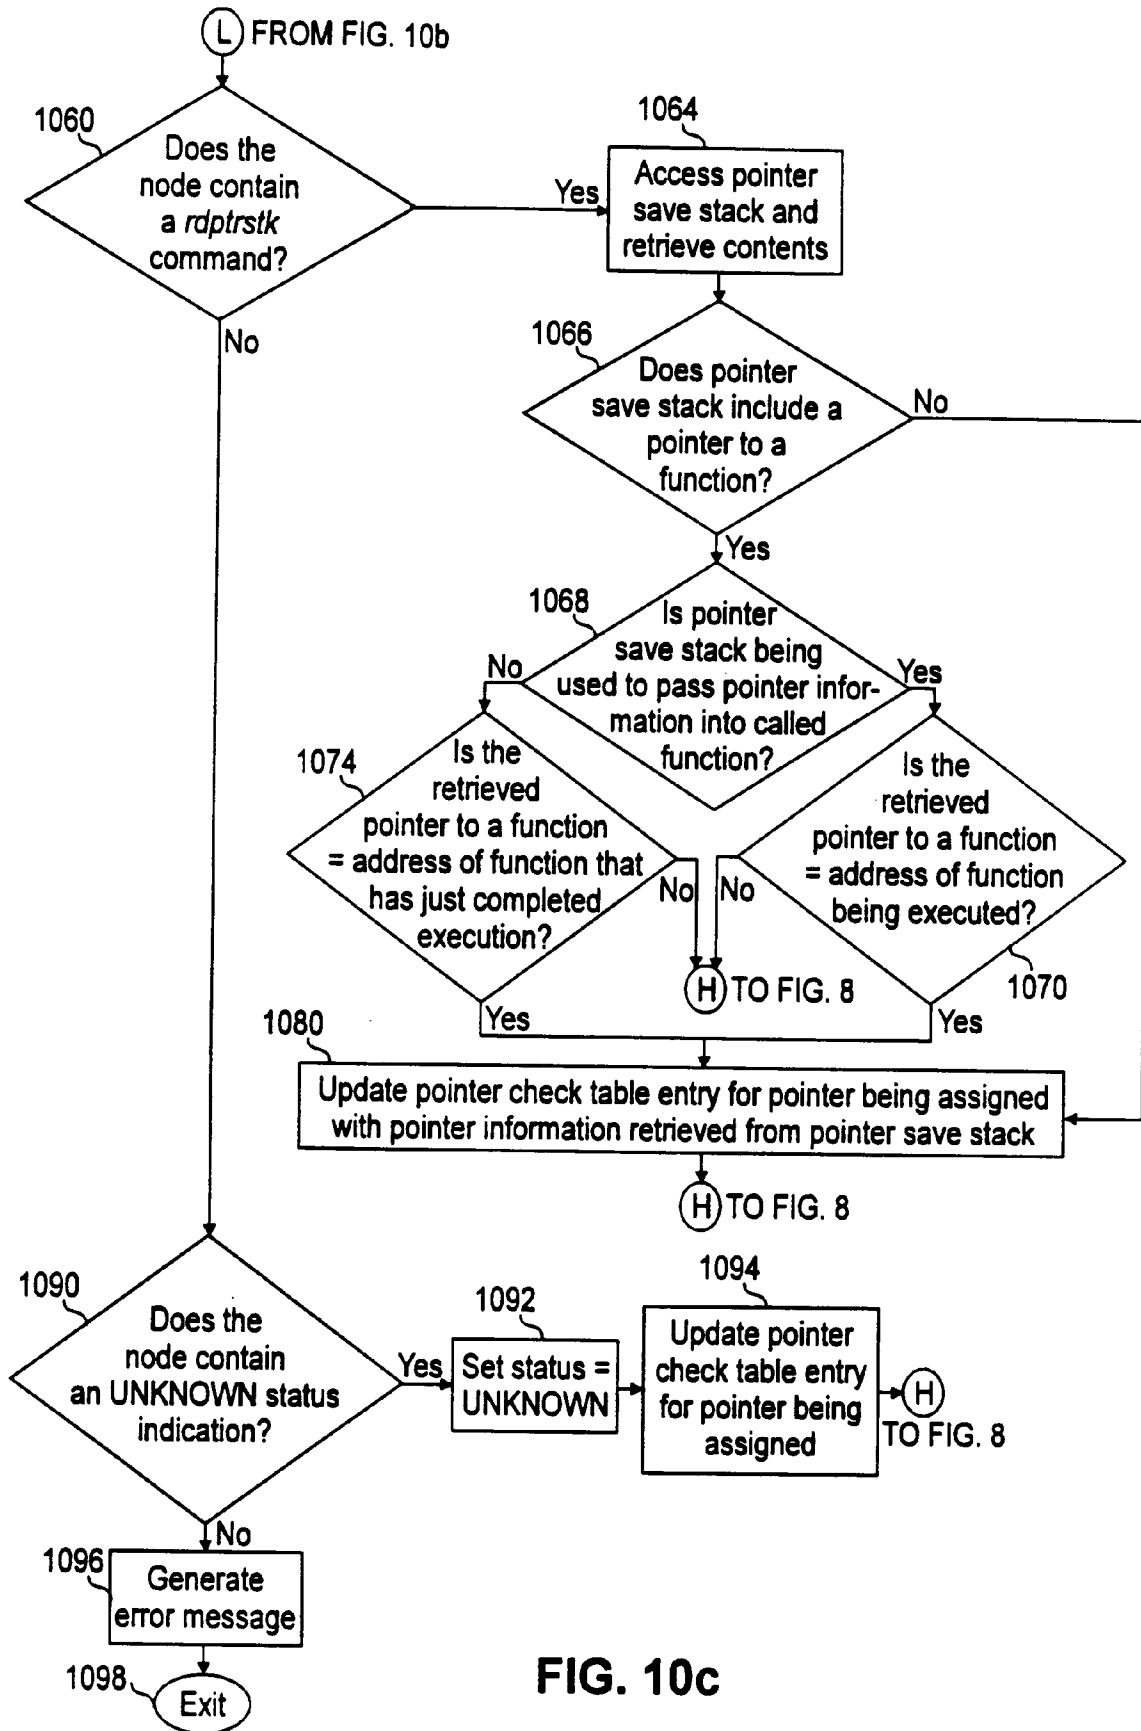 L FROM FIG. 10b
1060
Does the
node contain
a rdptrstk
command?
Yes
No
1064
Access pointer
save stack and
retrieve contents
1066
Does pointer
save stack include a
pointer to a
function?
No
Yes
1068
Is pointer
save stack being
used to pass pointer infor-
mation into called
function?
No
Yes
1074
Is the
retrieved
pointer to a function
= address of function that
has just completed
execution?
No
Yes
Is the
retrieved
pointer to a function
= address of function
being executed?
No
1070
Yes
H TO FIG. 8
1080
Update pointer check table entry for pointer being assigned
with pointer information retrieved from pointer save stack
H TO FIG. 8
1090
Does the
node contain
an UNKNOWN status
indication?
Yes
No
1092
Set status =
UNKNOWN
1094
Update pointer
check table entry
for pointer being
assigned
H
TO FIG. 8
1096
Generate
error message
1098
Exit
FIG. 10c